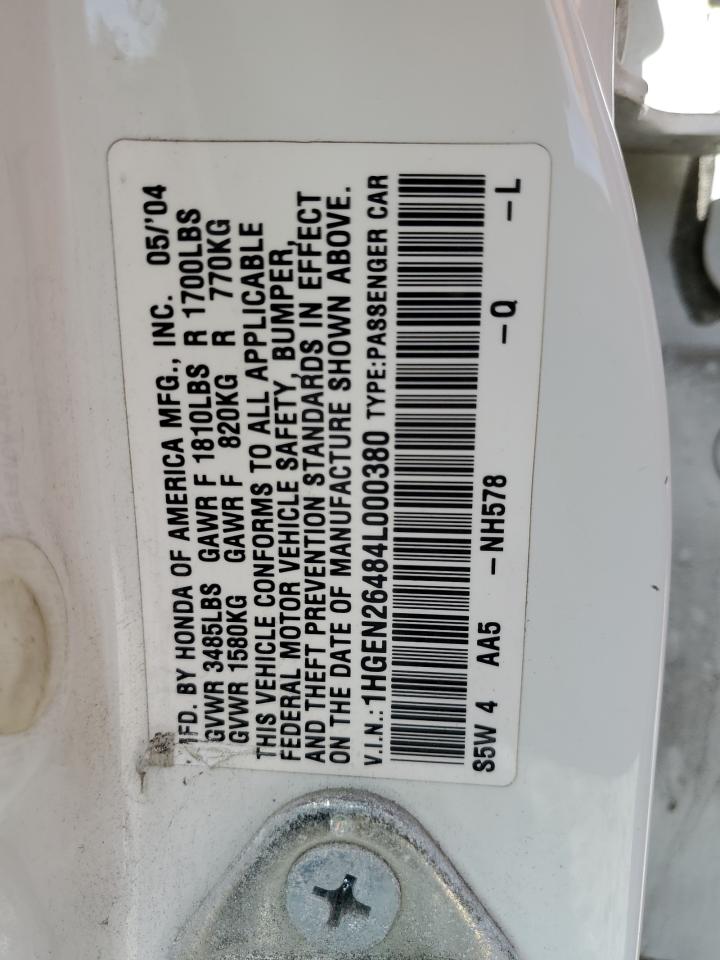 MFD. BY HONDA OF AMERICA MFG., INC. 05/'04
GVWR 3485LBS GAWR F 1810LBS R 1700LBS
GVWR 1580KG GAWR F 820KG R 770KG
THIS VEHICLE CONFORMS TO ALL APPLICABLE
FEDERAL MOTOR VEHICLE SAFETY, BUMPER,
AND THEFT PREVENTION STANDARDS IN EFFECT
ON THE DATE OF MANUFACTURE SHOWN ABOVE.
V.I.N.: 1HGEN26484L000380 TYPE:PASSENGER CAR
S5W 4 AA5 -NH578 -Q -L